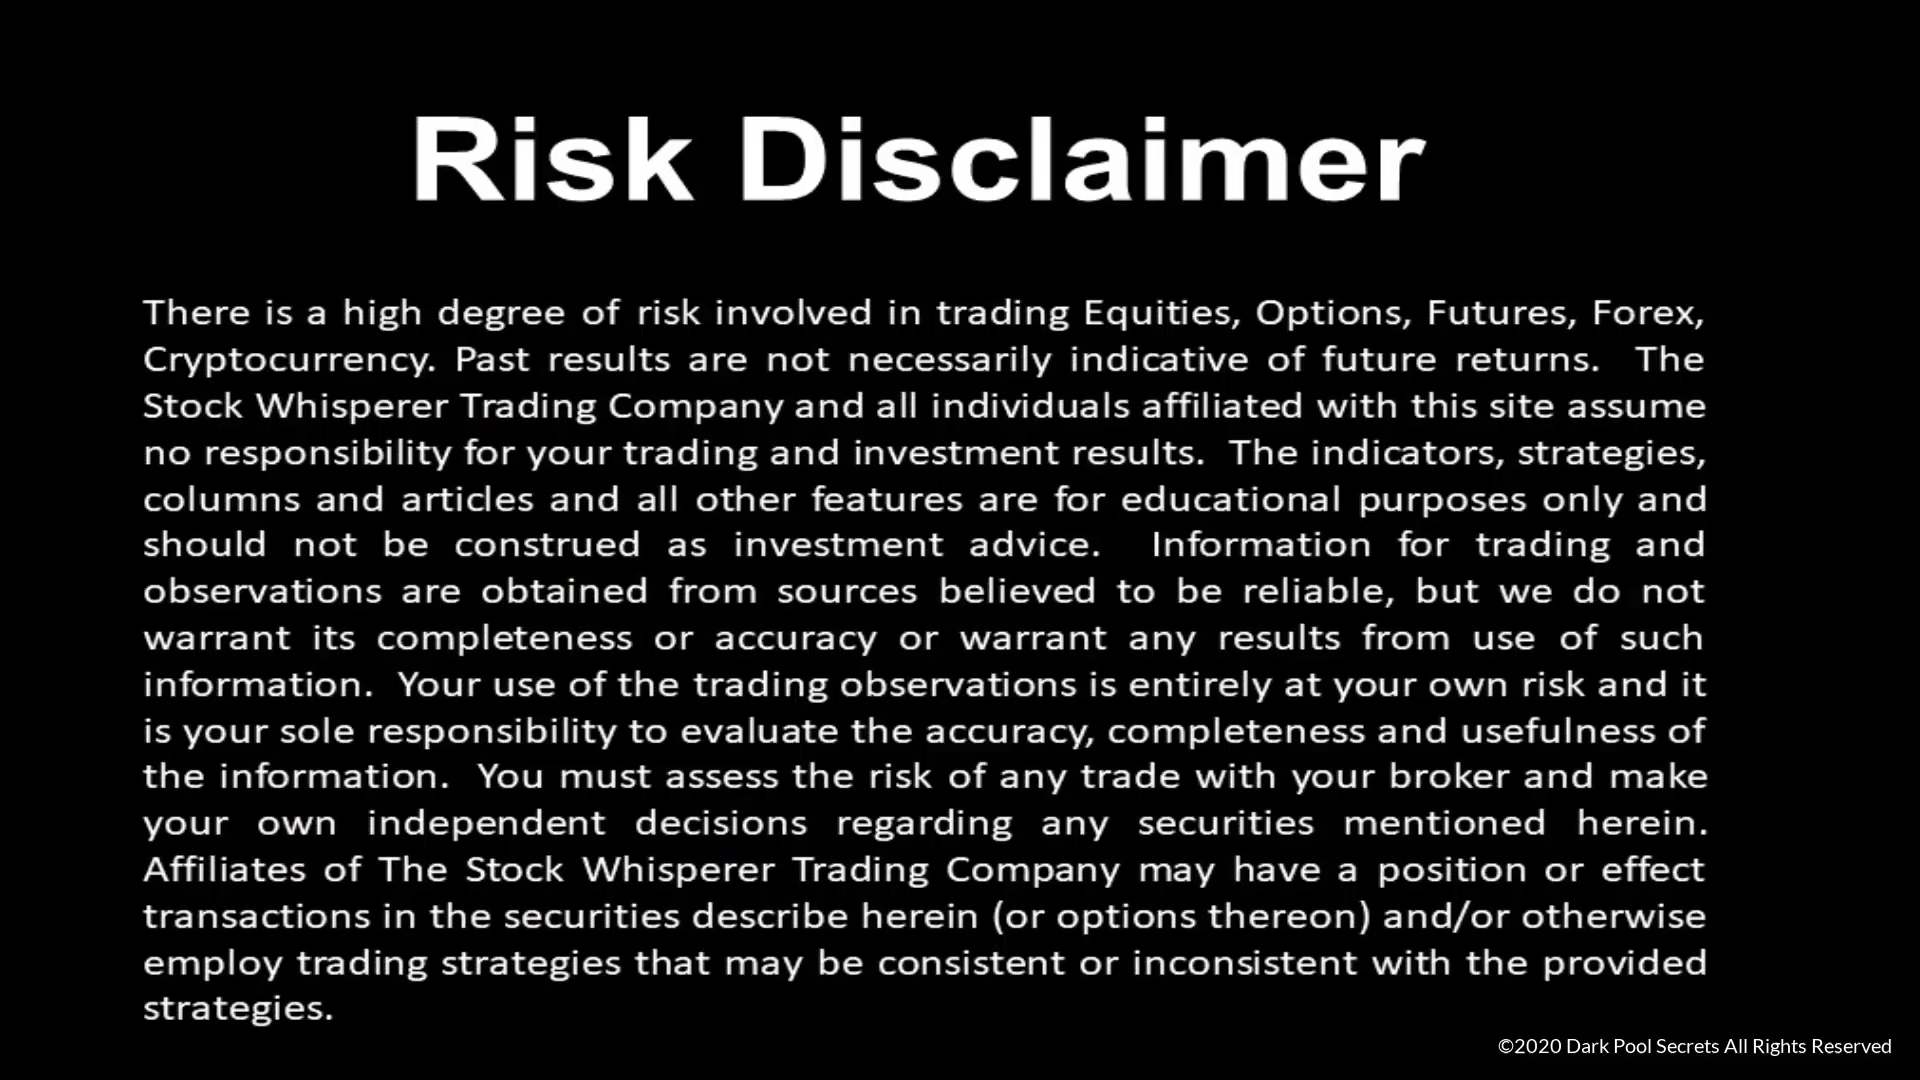 Risk Disclaimer
There is a high degree of risk involved in trading Equities, Options, Futures, Forex,
Cryptocurrency. Past results are not necessarily indicative of future returns. The
Stock Whisperer Trading Company and all individuals affiliated with this site assume
no responsibility for your trading and investment results. The indicators, strategies,
columns and articles and all other features are for educational purposes only and
should not be construed as investment advice. Information for trading and
observations are obtained from sources believed to be reliable, but we do not
warrant its completeness or accuracy or warrant any results from use of such
information. Your use of the trading observations is entirely at your own risk and it
is your sole responsibility to evaluate the accuracy, completeness and usefulness of
the information. You must assess the risk of any trade with your broker and make
your own independent decisions regarding any securities mentioned herein.
Affiliates of The Stock Whisperer Trading Company may have a position or effect
transactions in the securities describe herein (or options thereon) and/or otherwise
employ trading strategies that may be consistent or inconsistent with the provided
strategies.
©2020 Dark Pool Secrets All Rights Reserved